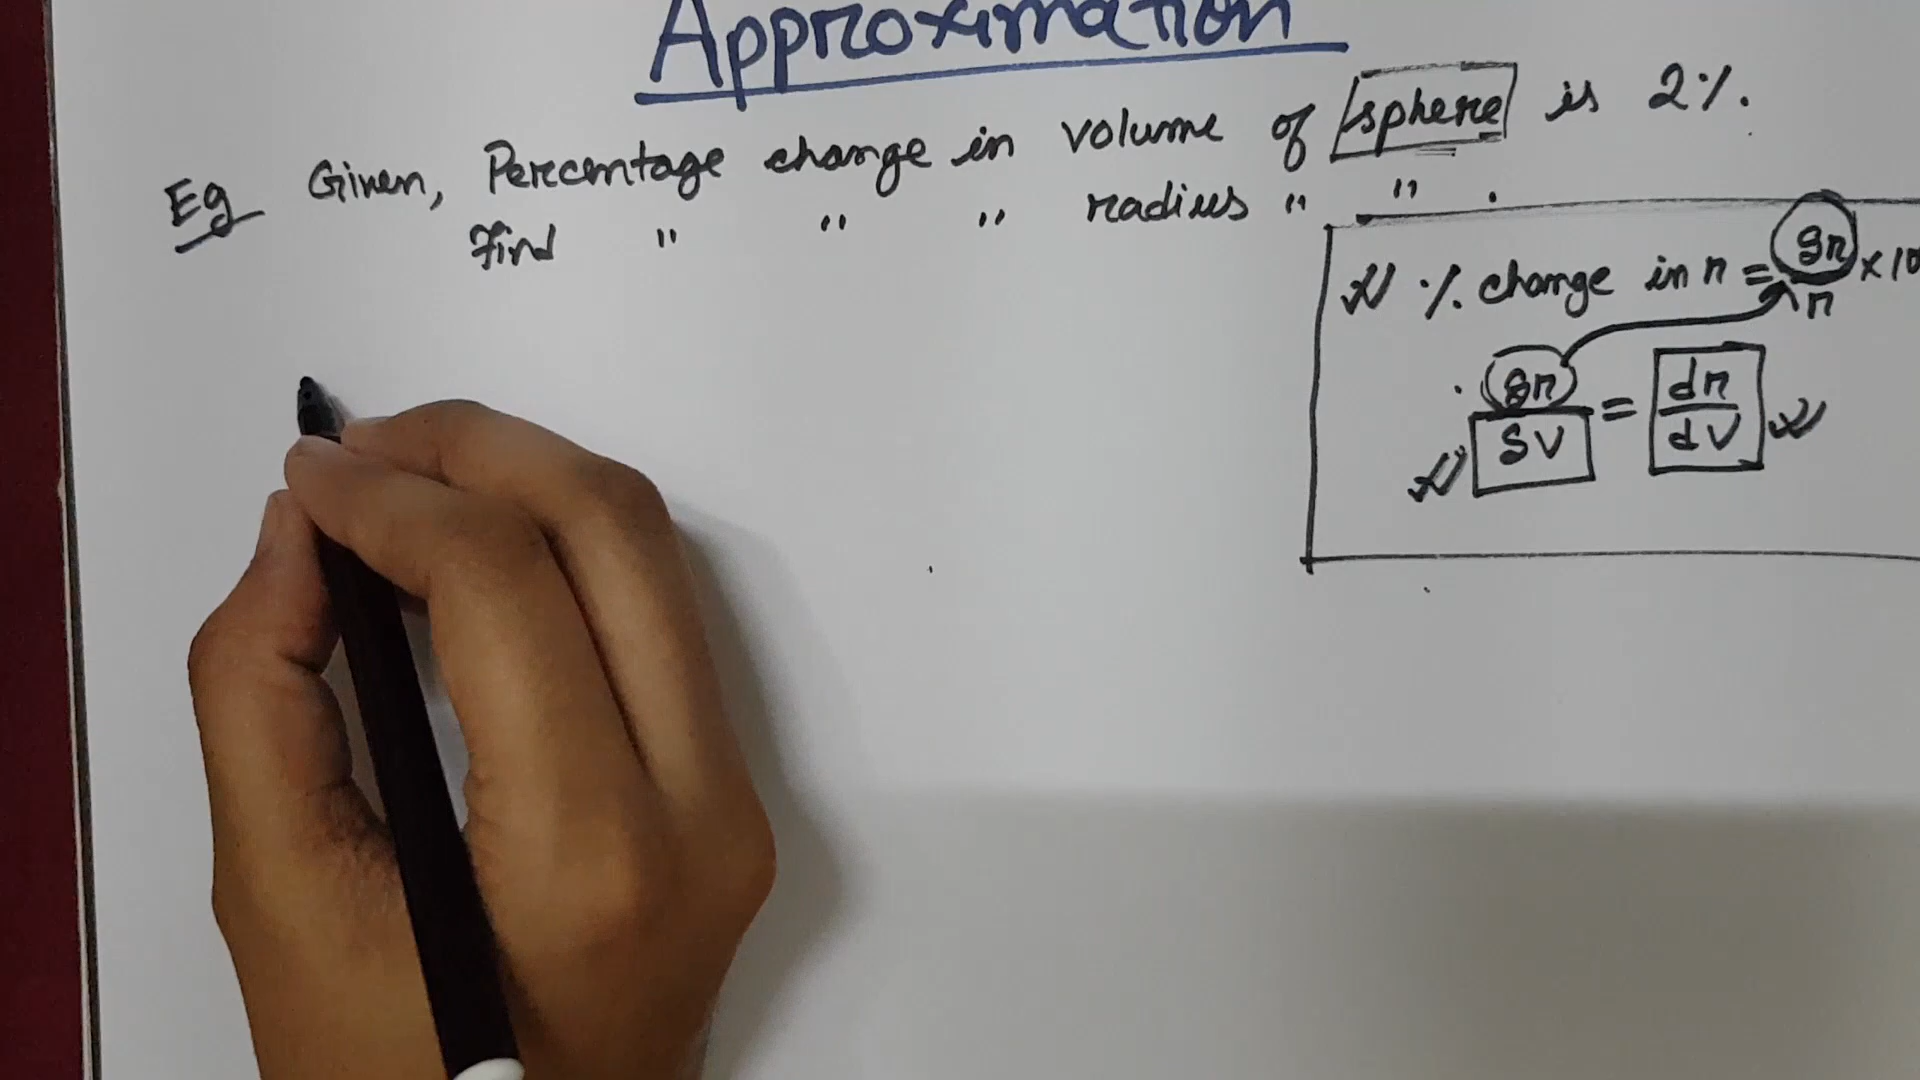 Approximation
Eg Given, Percentage change in volume of sphere is 2%.
Find " " " radius " " .
% change in r = δr/r × 10
δr/δV = dr/dV